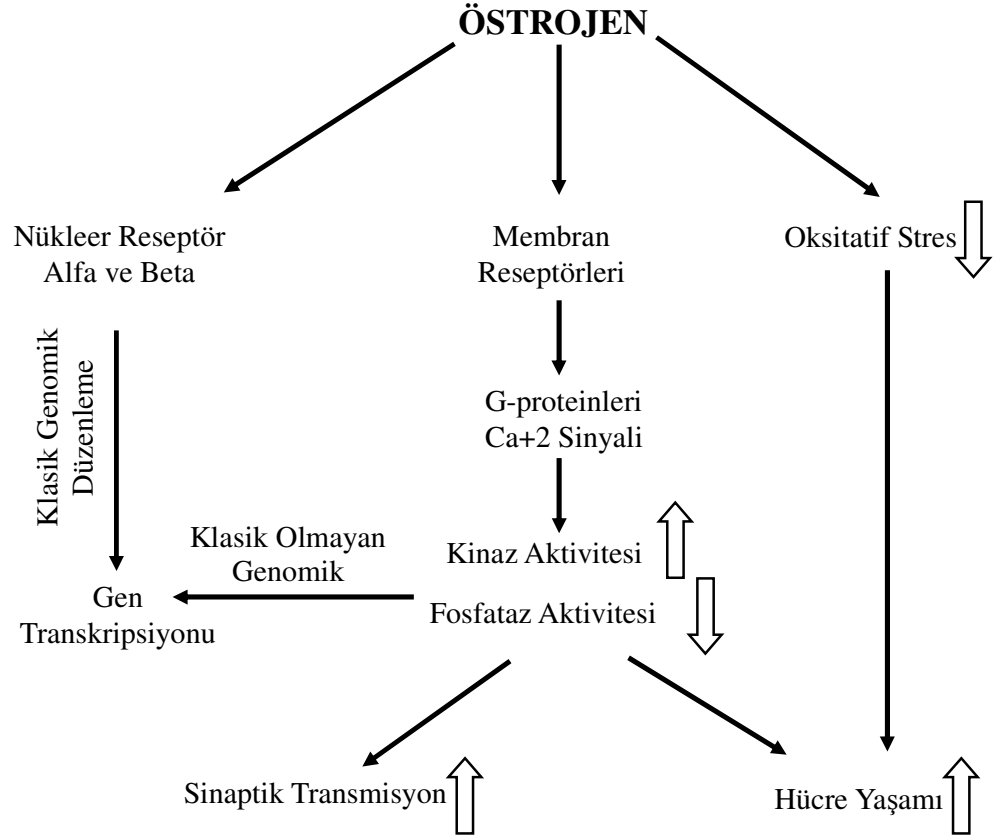 ÖSTROJEN
Nükleer Reseptör
Alfa ve Beta
Membran
Reseptörleri
Oksitatif Stres
Klasik Genomik
Düzenleme
G-proteinleri
Ca+2 Sinyali
Klasik Olmayan
Genomik
Kinaz Aktivitesi
Fosfataz Aktivitesi
Gen
Transkripsiyonu
Sinaptik Transmisyon
Hücre Yaşamı